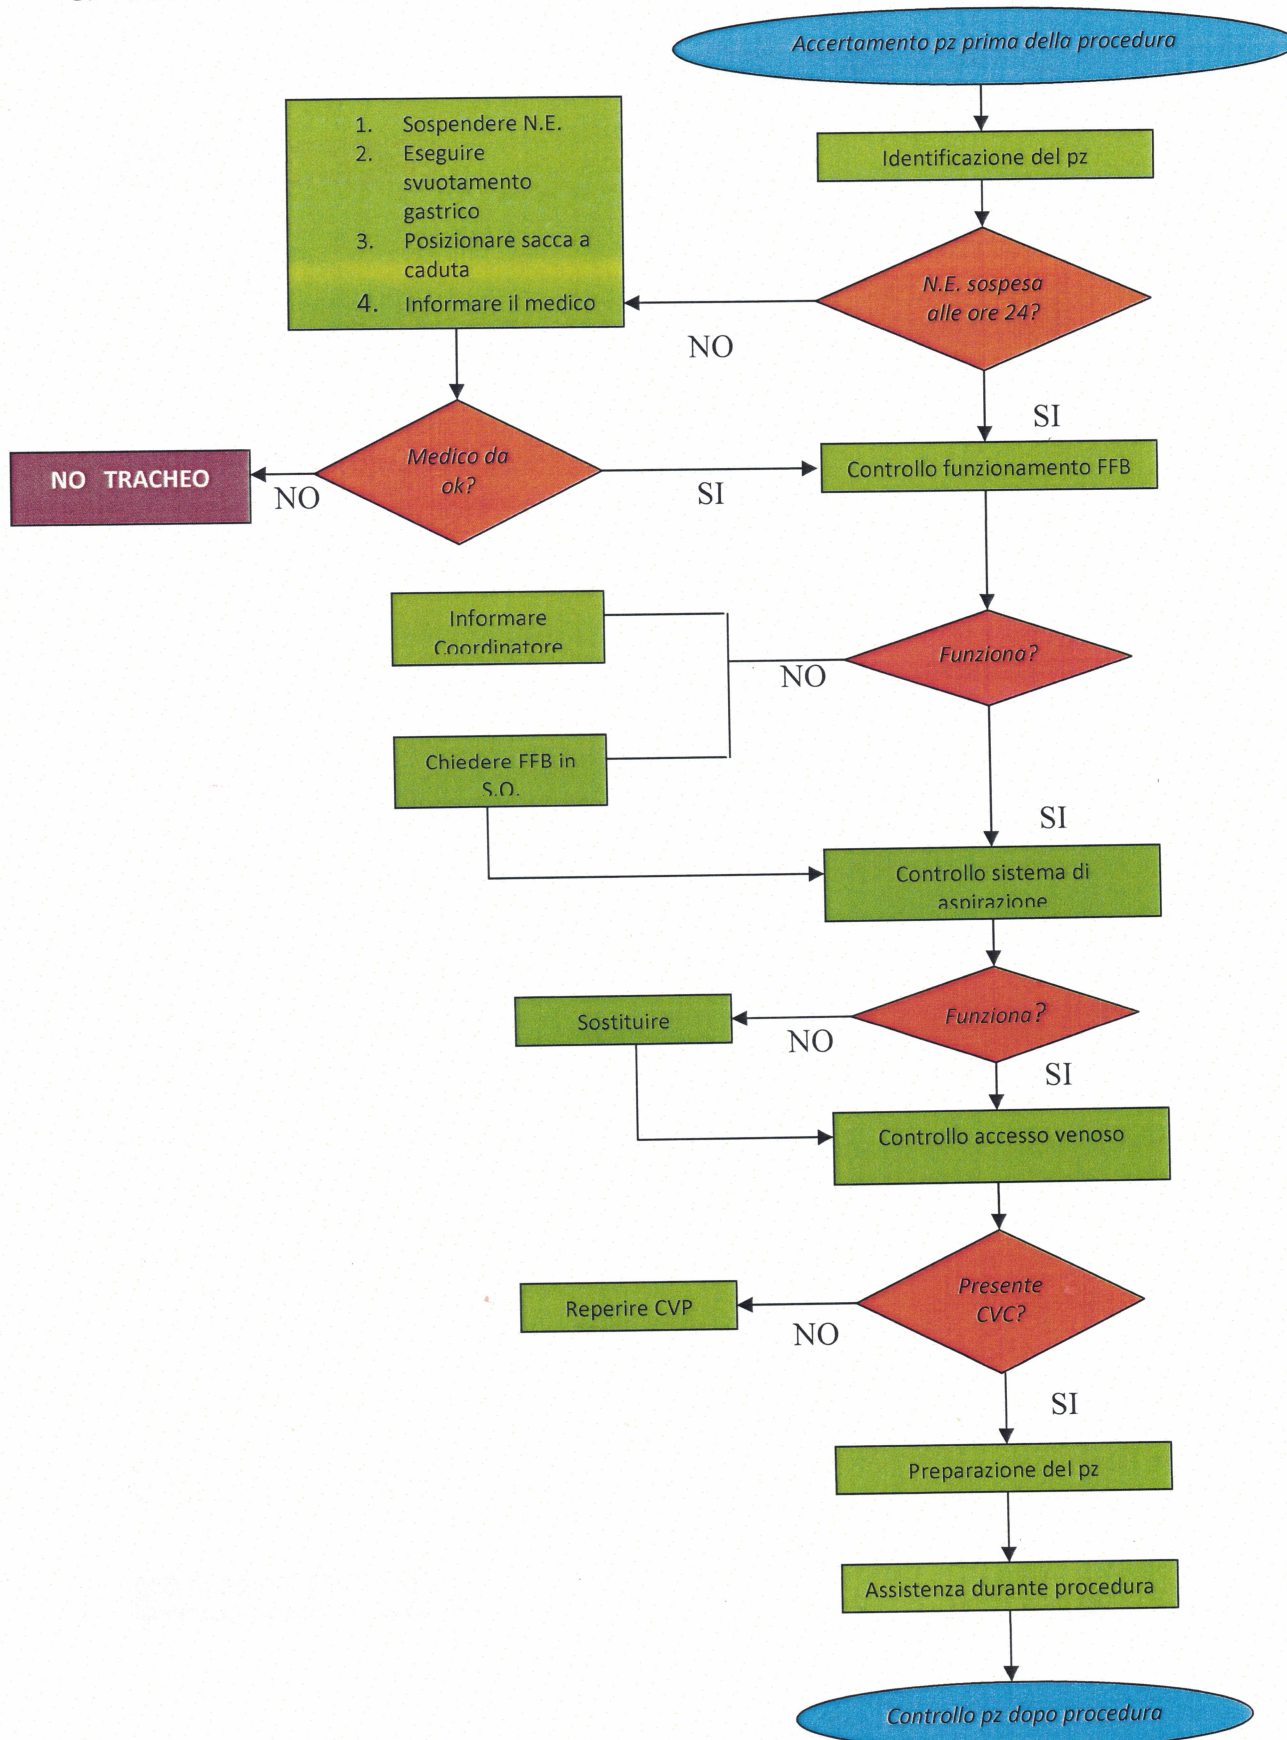 Accertamento pz prima della procedura
Identificazione del pz
N.E. sospesa
alle ore 24?
NO
SI
1. Sospendere N.E.
2. Eseguire
svuotamento
gastrico
3. Posizionare sacca a
caduta
4. Informare il medico
Medico da
ok?
NO
SI
NO TRACHEO
Controllo funzionamento FFB
Funziona?
NO
SI
Informare
Coordinatore
Chiedere FFB in
S.O.
Controllo sistema di
aspirazione
Funziona?
NO
SI
Sostituire
Controllo accesso venoso
Presente
CVC?
NO
SI
Reperire CVP
Preparazione del pz
Assistenza durante procedura
Controllo pz dopo procedura